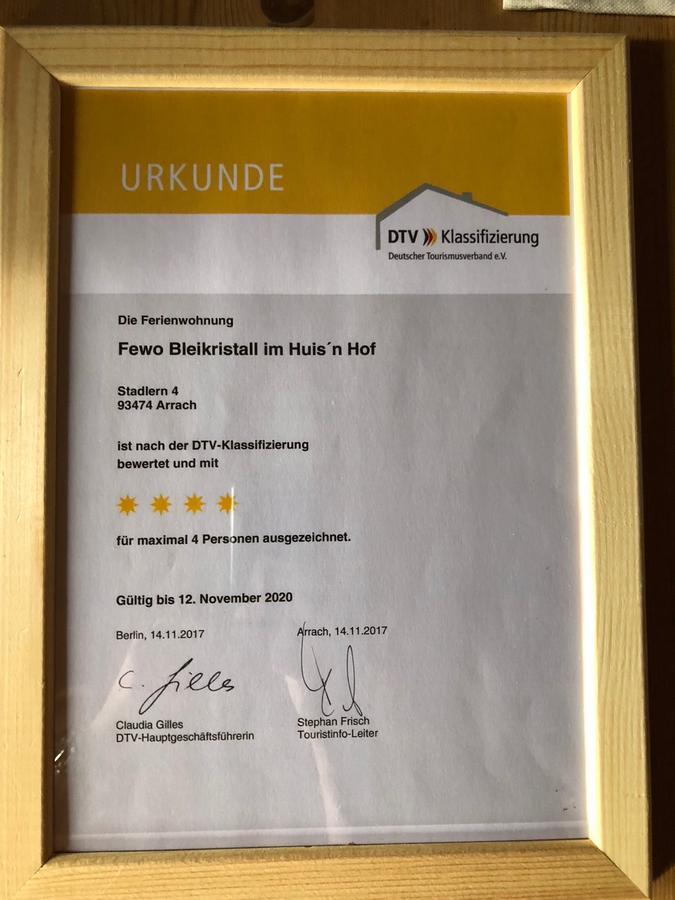 URKUNDE
DTV Klassifizierung
Deutscher Tourismusverband e.V.
Die Ferienwohnung
Fewo Bleikristall im Huis´n Hof
Stadlern 4
93474 Arrach
ist nach der DTV-Klassifizierung
bewertet und mit
für maximal 4 Personen ausgezeichnet.
Gültig bis 12. November 2020
Berlin, 14.11.2017
Arrach, 14.11.2017
C. Gilles
Claudia Gilles
DTV-Hauptgeschäftsführerin
Stephan Frisch
Touristinfo-Leiter